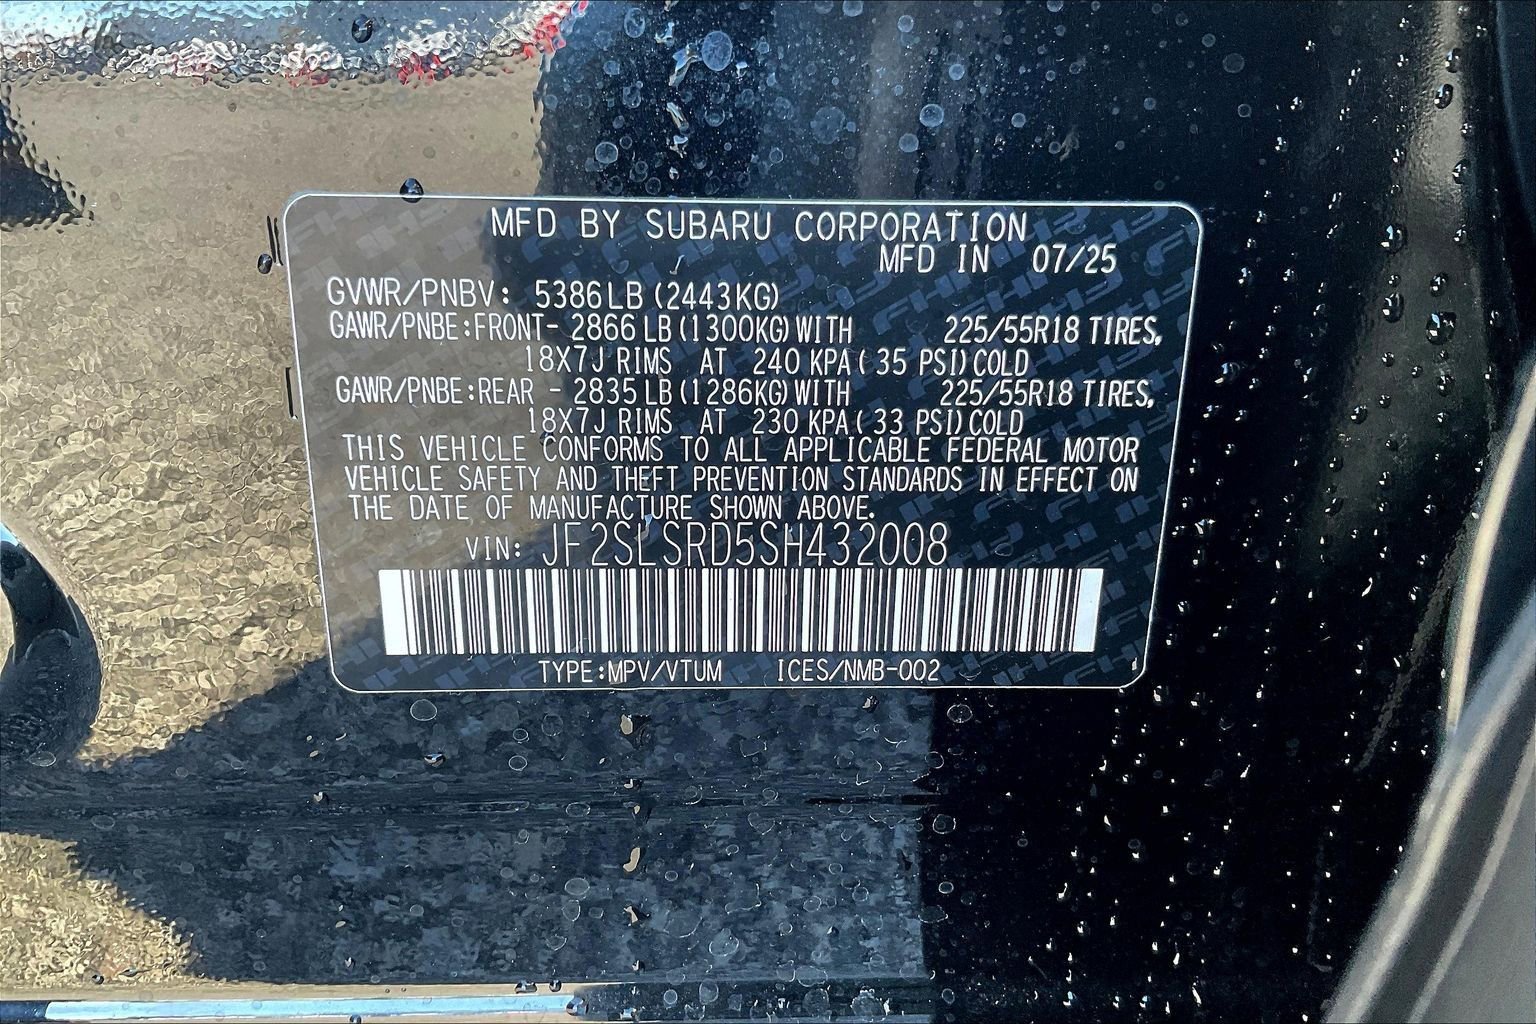 MFD BY SUBARU CORPORATION
MFD IN 07/25
GVWR/PNBV: 5386LB (2443KG)
GAWR/PNBE:FRONT- 2866 LB (1300KG) WITH 225/55R18 TIRES,
18X7J RIMS AT 240 KPA ( 35 PSI) COLD
GAWR/PNBE:REAR - 2835 LB (1286KG) WITH 225/55R18 TIRES,
18X7J RIMS AT 230 KPA ( 33 PSI) COLD
THIS VEHICLE CONFORMS TO ALL APPLICABLE FEDERAL MOTOR
VEHICLE SAFETY AND THEFT PREVENTION STANDARDS IN EFFECT ON
THE DATE OF MANUFACTURE SHOWN ABOVE.
VIN: JF2SLSRD5SH432008
TYPE:MPV/VTUM ICES/NMB-002